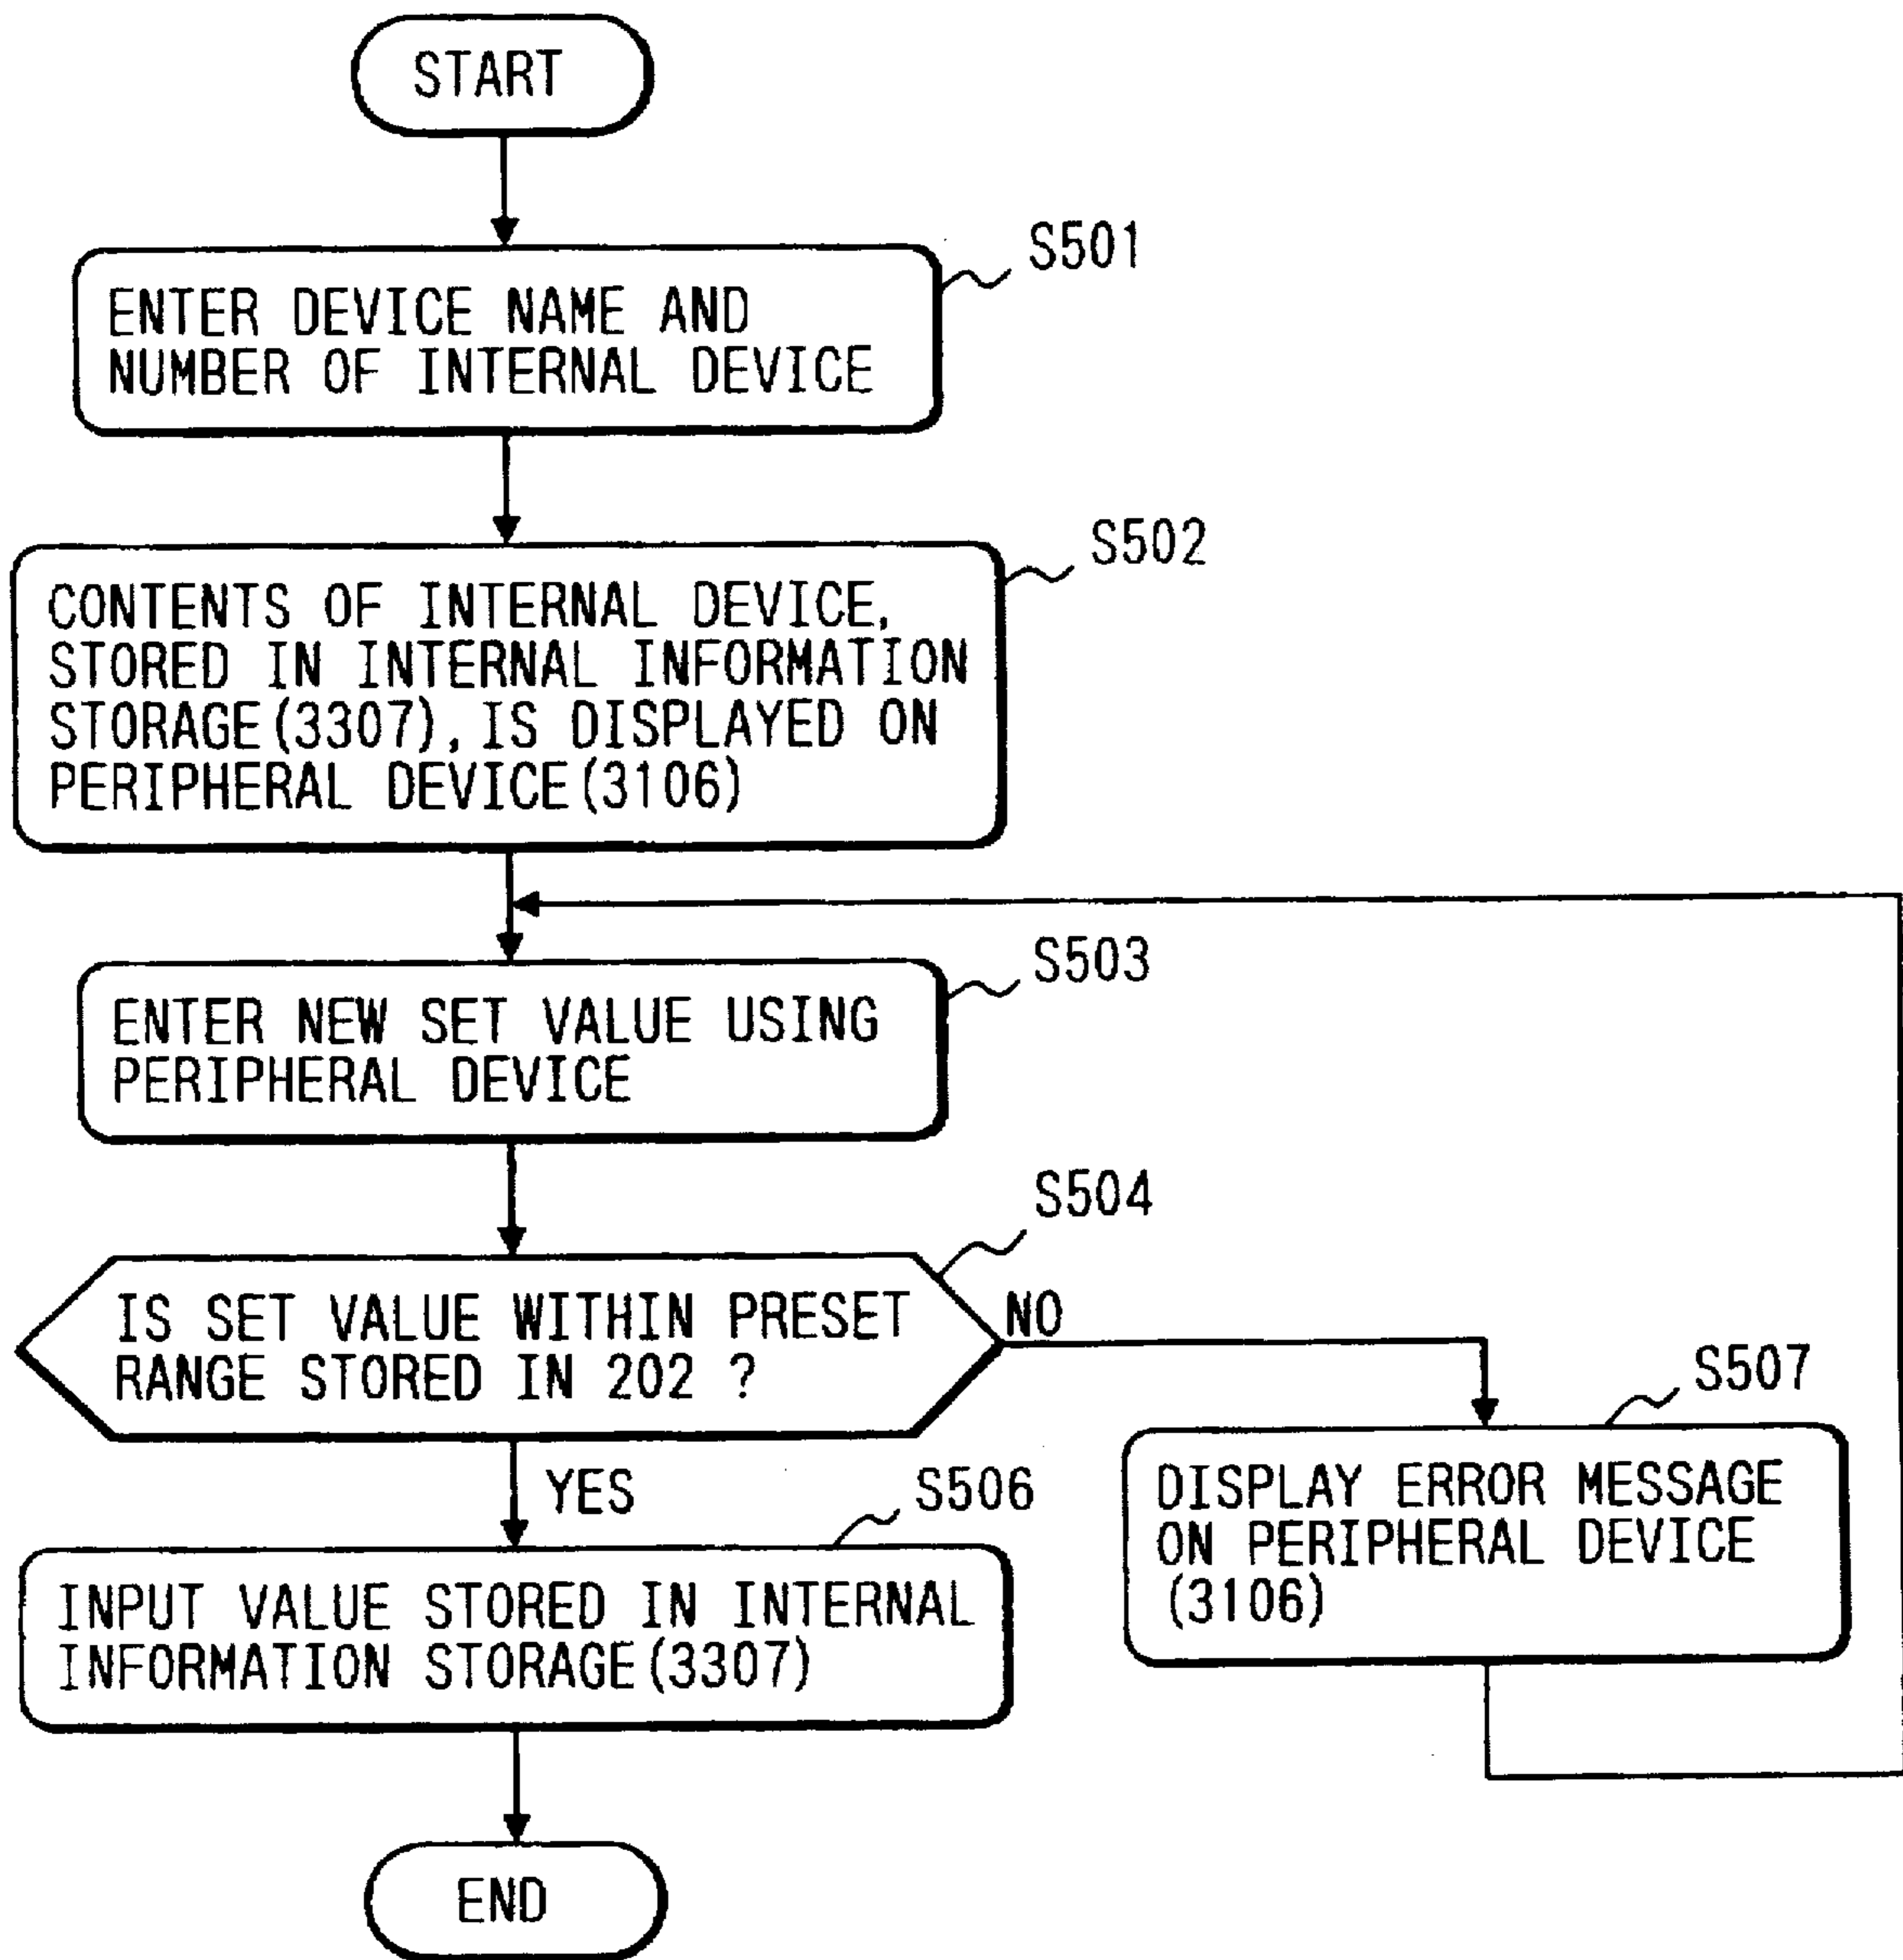 START
S501
ENTER DEVICE NAME AND
NUMBER OF INTERNAL DEVICE
S502
CONTENTS OF INTERNAL DEVICE,
STORED IN INTERNAL INFORMATION
STORAGE(3307), IS DISPLAYED ON
PERIPHERAL DEVICE(3106)
S503
ENTER NEW SET VALUE USING
PERIPHERAL DEVICE
S504
IS SET VALUE WITHIN PRESET
RANGE STORED IN 202 ?
NO
YES
S507
DISPLAY ERROR MESSAGE
ON PERIPHERAL DEVICE
(3106)
S506
INPUT VALUE STORED IN INTERNAL
INFORMATION STORAGE(3307)
END